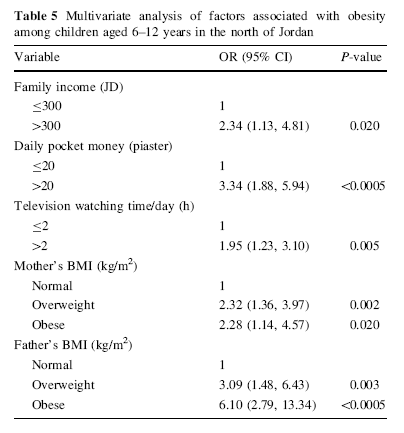 Table 5 Multivariate analysis of factors associated with obesity
among children aged 6–12 years in the north of Jordan
Variable OR (95% CI) P-value
Family income (JD)
≤300 1
>300 2.34 (1.13, 4.81) 0.020
Daily pocket money (piaster)
≤20 1
>20 3.34 (1.88, 5.94) <0.0005
Television watching time/day (h)
≤2 1
>2 1.95 (1.23, 3.10) 0.005
Mother's BMI (kg/m²)
Normal 1
Overweight 2.32 (1.36, 3.97) 0.002
Obese 2.28 (1.14, 4.57) 0.020
Father's BMI (kg/m²)
Normal 1
Overweight 3.09 (1.48, 6.43) 0.003
Obese 6.10 (2.79, 13.34) <0.0005